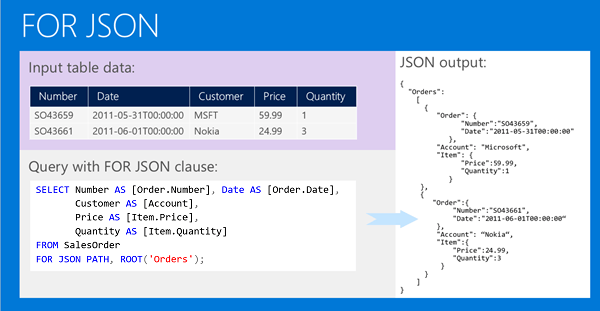 FOR JSON
Input table data:
Number Date Customer Price Quantity
SO43659 2011-05-31T00:00:00 MSFT 59.99 1
SO43661 2011-06-01T00:00:00 Nokia 24.99 3
Query with FOR JSON clause:
SELECT Number AS [Order.Number], Date AS [Order.Date],
Customer AS [Account],
Price AS [Item.Price],
Quantity AS [Item.Quantity]
FROM SalesOrder
FOR JSON PATH, ROOT('Orders');
JSON output:
{
"Orders":
[
{
"Order": {
"Number":"SO43659",
"Date":"2011-05-31T00:00:00"
},
"Account": "Microsoft",
"Item": {
"Price":59.99,
"Quantity":1
}
},
{
"Order":{
"Number":"SO43661",
"Date":"2011-06-01T00:00:00“
},
"Account": “Nokia“,
"Item":{
"Price":24.99,
"Quantity":3
}
}
]
}